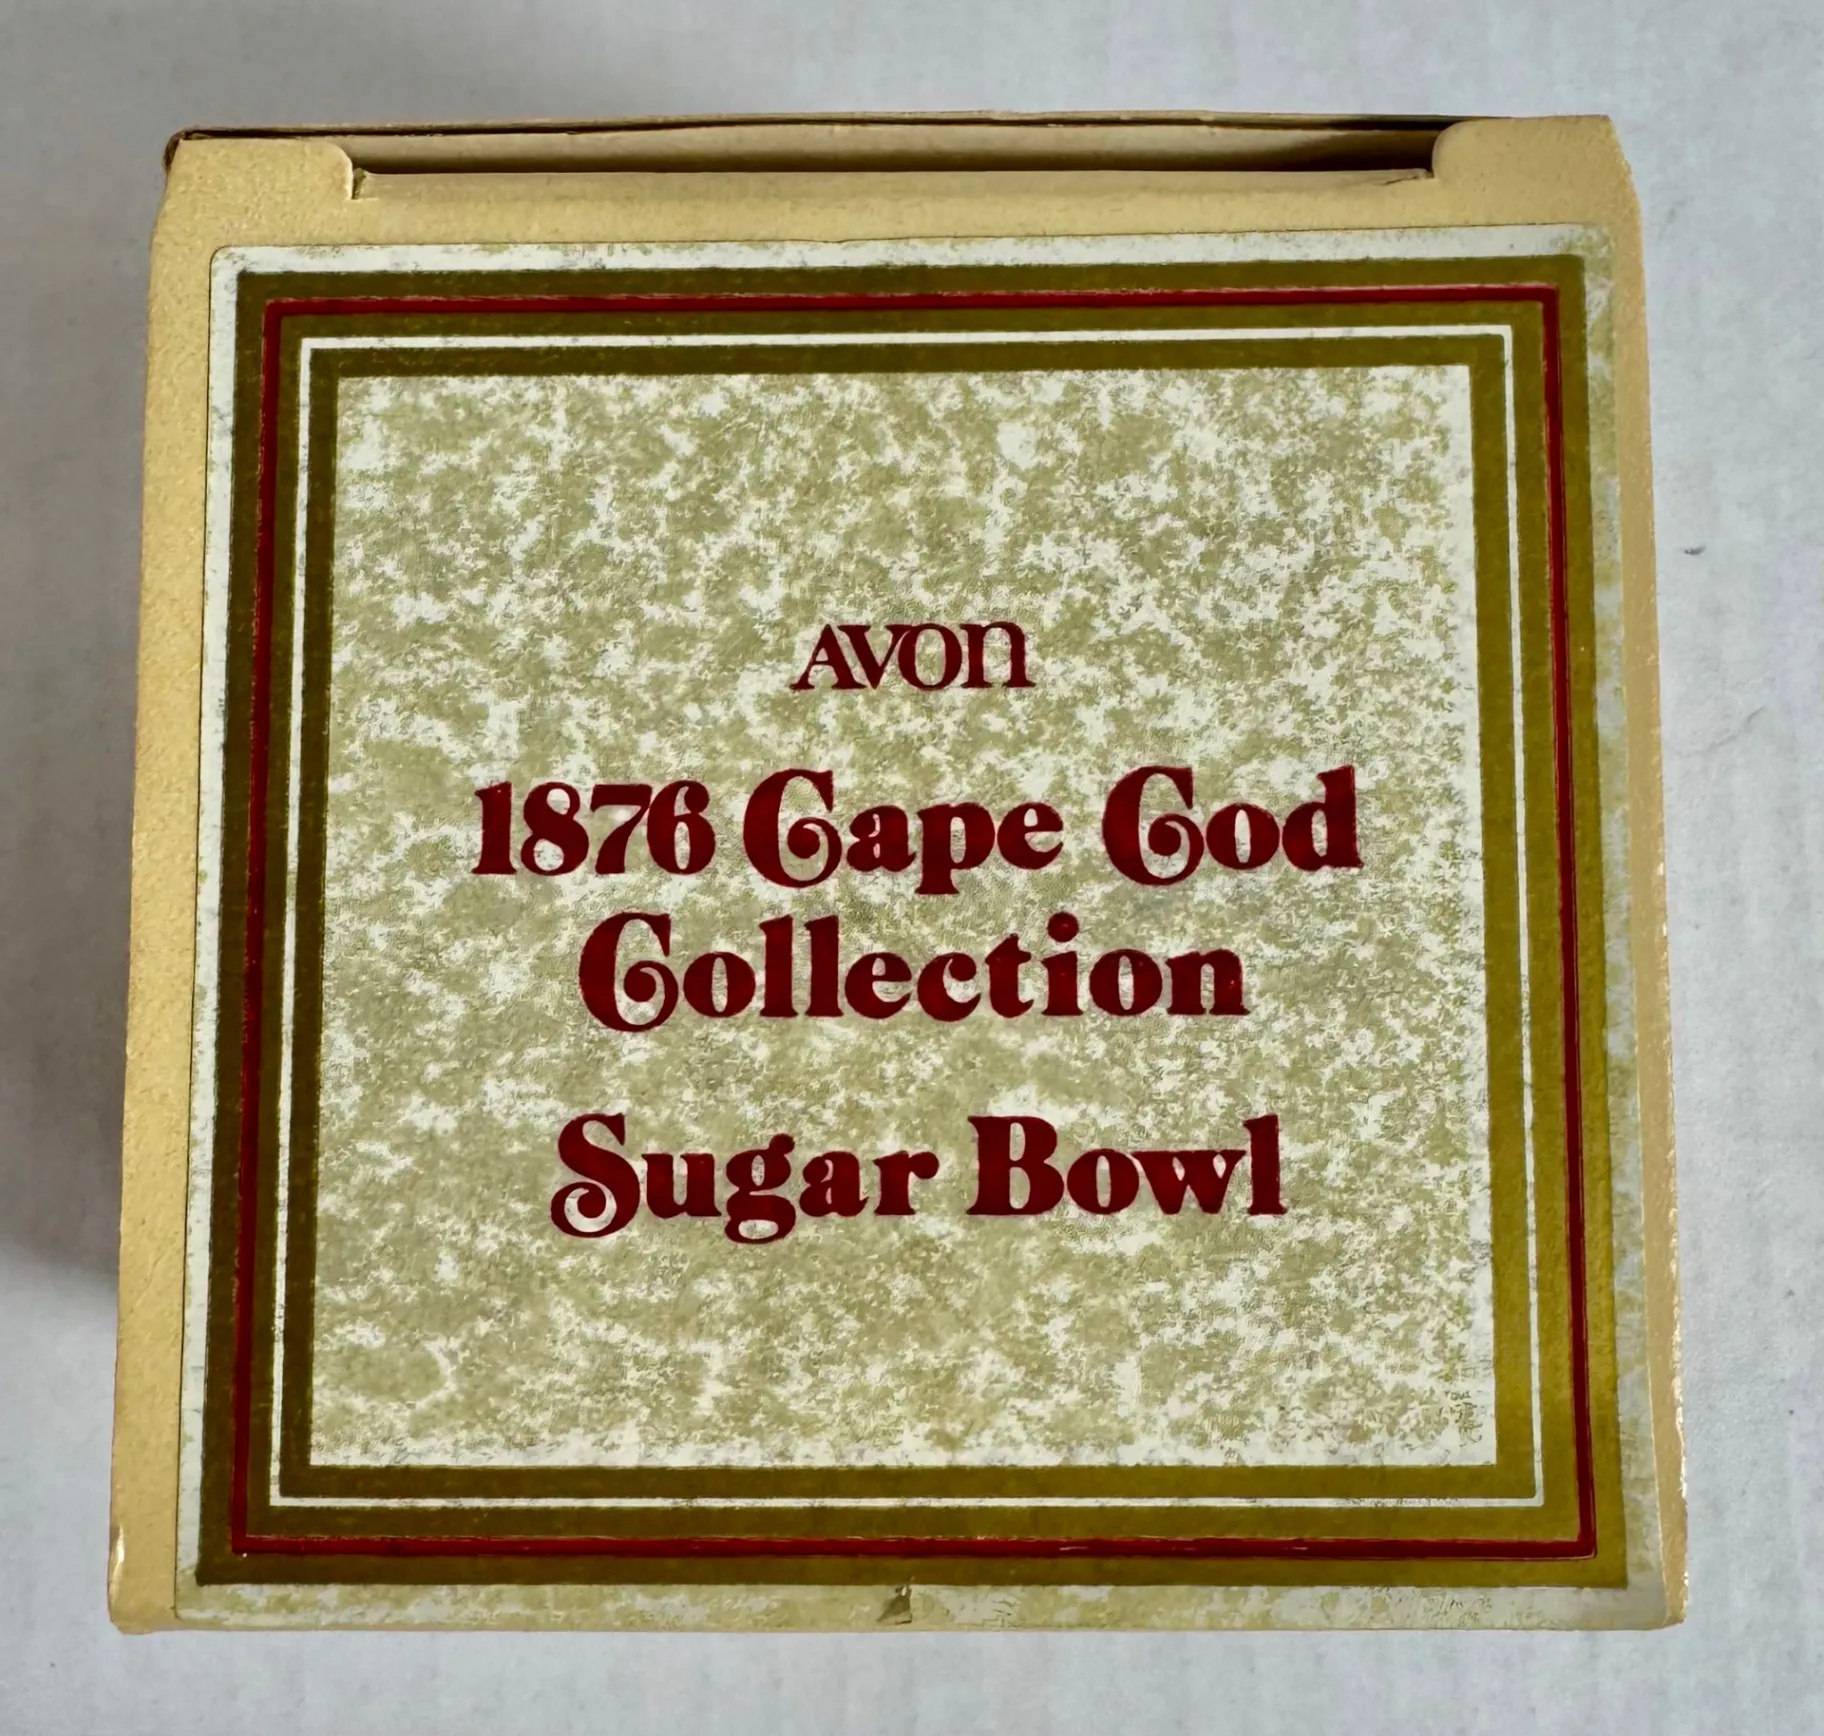 AVON
1876 Cape Cod
Collection
Sugar Bowl